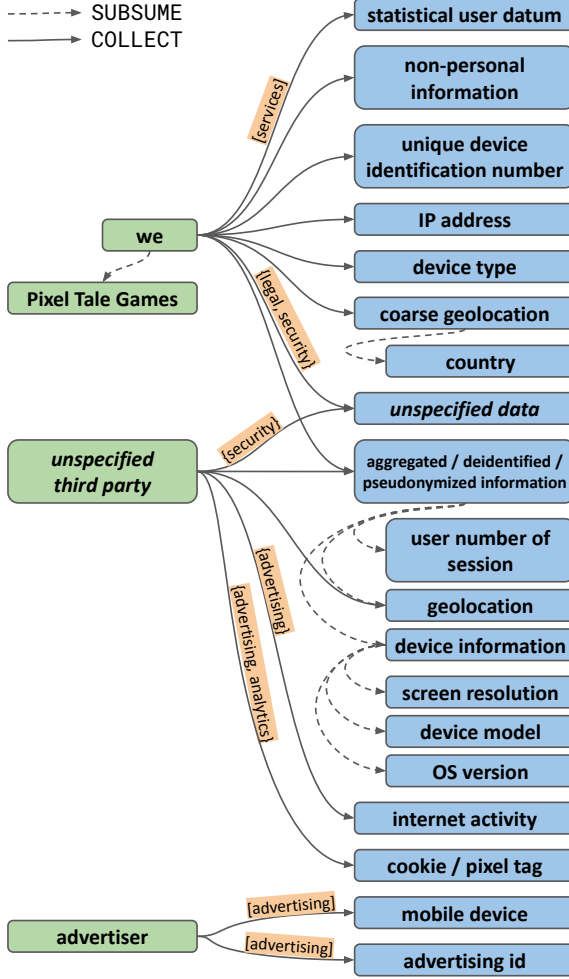 SUBSUME
COLLECT
statistical user datum
non-personal
information
[services]
unique device
identification number
we
IP address
device type
Pixel Tale Games
coarse geolocation
{legal, security}
country
unspecified data
{security}
unspecified
third party
aggregated / deidentified /
pseudonymized information
user number of
session
{advertising}
geolocation
{advertising, analytics}
device information
screen resolution
device model
OS version
internet activity
cookie / pixel tag
[advertising]
mobile device
advertiser
[advertising]
advertising id